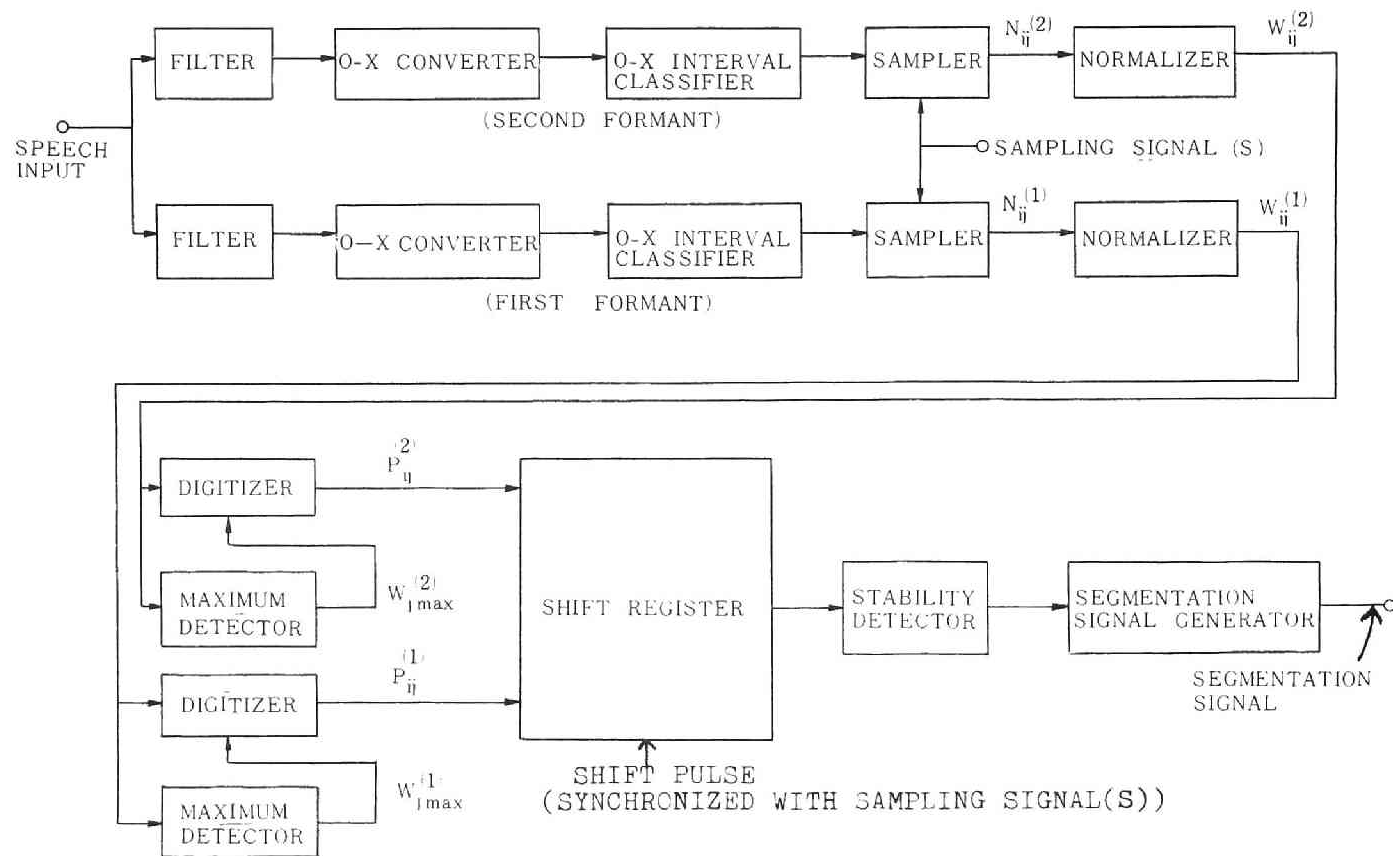 FILTER
O-X CONVERTER
O-X INTERVAL
CLASSIFIER
SAMPLER
N_ij^(2)
NORMALIZER
W_ij^(2)
(SECOND FORMANT)
SPEECH
INPUT
SAMPLING SIGNAL (S)
FILTER
O-X CONVERTER
O-X INTERVAL
CLASSIFIER
SAMPLER
N_ij^(1)
NORMALIZER
W_ij^(1)
(FIRST FORMANT)
DIGITIZER
P_ij^(2)
MAXIMUM
DETECTOR
W_jmax^(2)
DIGITIZER
P_ij^(1)
MAXIMUM
DETECTOR
W_jmax^(1)
SHIFT REGISTER
STABILITY
DETECTOR
SEGMENTATION
SIGNAL GENERATOR
SEGMENTATION
SIGNAL
SHIFT PULSE
(SYNCHRONIZED WITH SAMPLING SIGNAL(S))